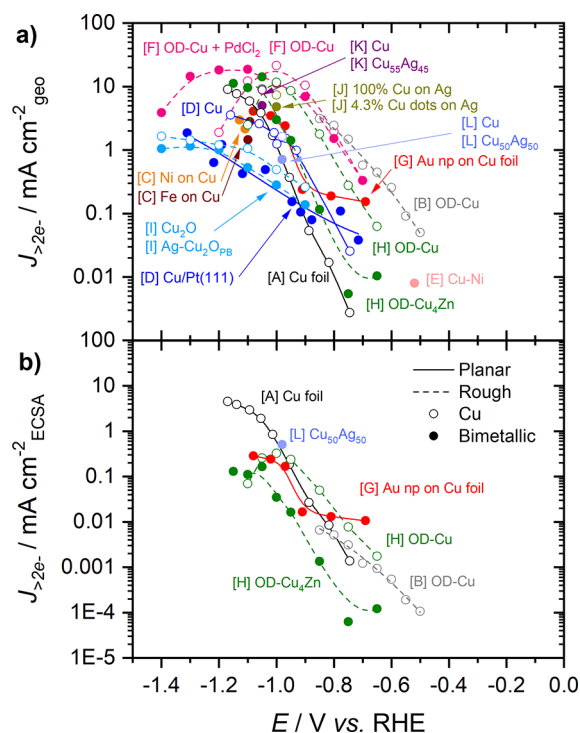 a)
[F] OD-Cu + PdCl2 [F] OD-Cu
[K] Cu
[K] Cu55Ag45
[J] 100% Cu on Ag
[J] 4.3% Cu dots on Ag
[D] Cu
[L] Cu
[L] Cu50Ag50
[G] Au np on Cu foil
[C] Ni on Cu
[C] Fe on Cu
[B] OD-Cu
[I] Cu2O
[I] Ag-Cu2OPB
[H] OD-Cu
[D] Cu/Pt(111)
[A] Cu foil
[E] Cu-Ni
[H] OD-Cu4Zn
J>2e- / mA cm-2 geo
100
10
1
0.1
0.01
100
b)
[A] Cu foil
Planar
Rough
Cu
Bimetallic
[L] Cu50Ag50
[G] Au np on Cu foil
[H] OD-Cu
[H] OD-Cu4Zn
[B] OD-Cu
J>2e- / mA cm-2 ECSA
10
1
0.1
0.01
0.001
1E-4
1E-5
-1.4 -1.2 -1.0 -0.8 -0.6 -0.4 -0.2 0.0
E / V vs. RHE